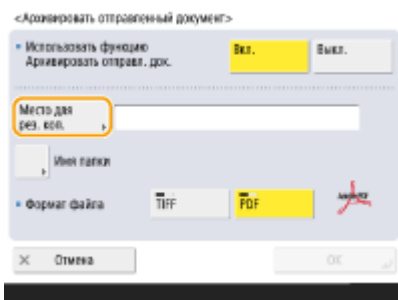 <Архивировать отправленный документ>
Использовать функцию
Архивировать отправл. док.
Вкл.
Выкл.
Место для
рез. коп.
Имя папки
Формат файла
TIFF
PDF
Отмена
OK